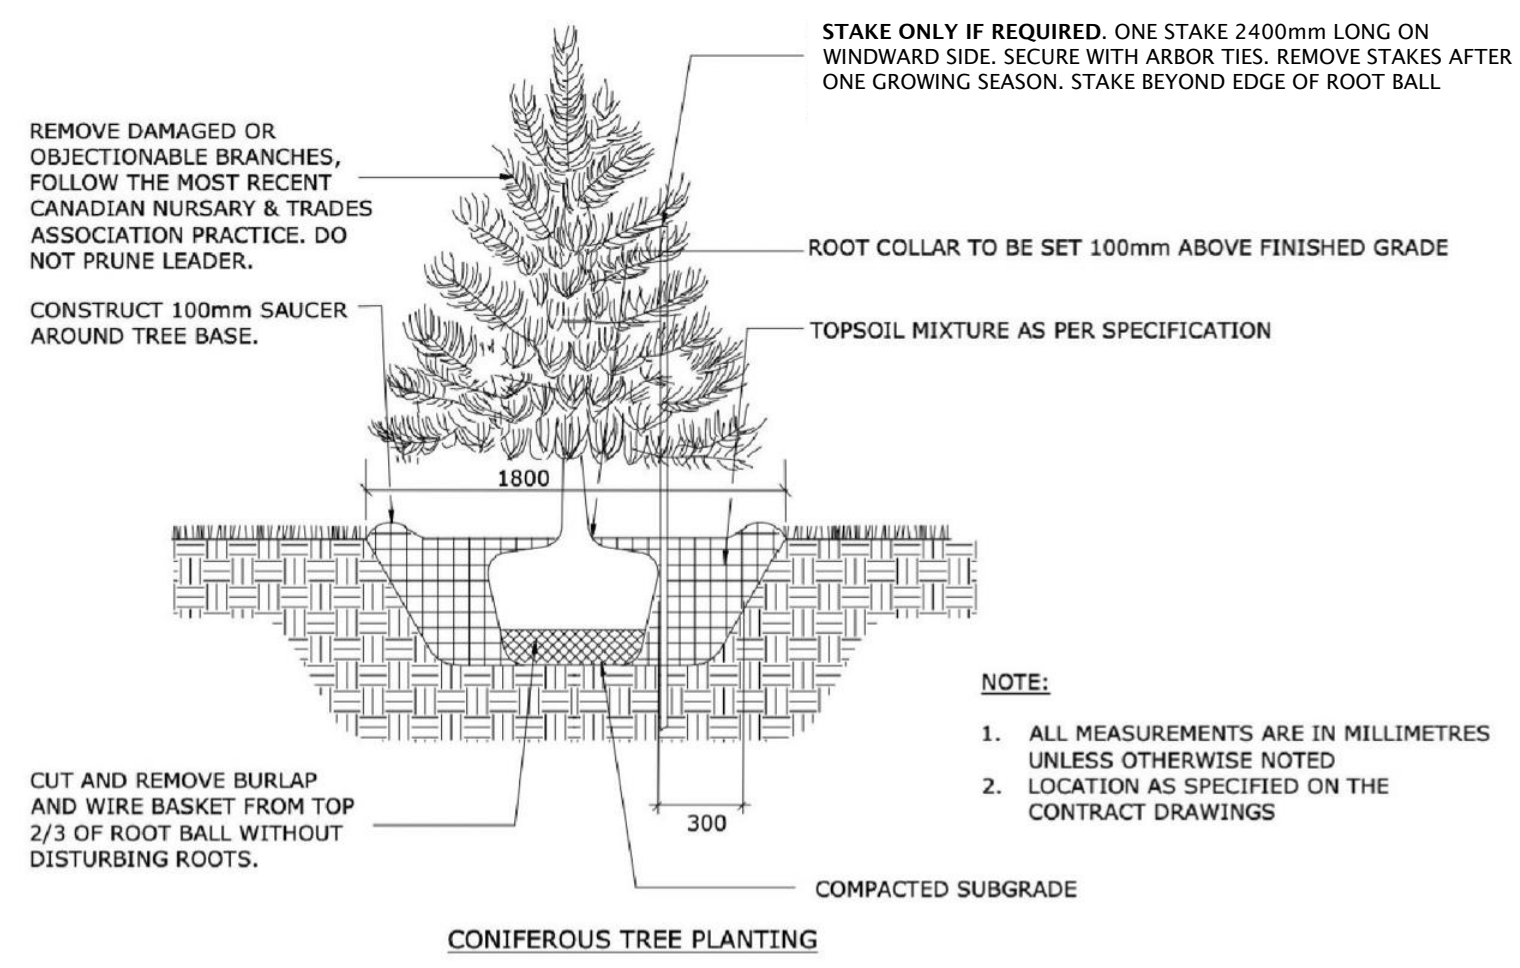 STAKE ONLY IF REQUIRED. ONE STAKE 2400mm LONG ON
WINDWARD SIDE. SECURE WITH ARBOR TIES. REMOVE STAKES AFTER
ONE GROWING SEASON. STAKE BEYOND EDGE OF ROOT BALL
REMOVE DAMAGED OR
OBJECTIONABLE BRANCHES,
FOLLOW THE MOST RECENT
CANADIAN NURSARY & TRADES
ASSOCIATION PRACTICE. DO
NOT PRUNE LEADER.
ROOT COLLAR TO BE SET 100mm ABOVE FINISHED GRADE
CONSTRUCT 100mm SAUCER
AROUND TREE BASE.
TOPSOIL MIXTURE AS PER SPECIFICATION
1800
NOTE:
1. ALL MEASUREMENTS ARE IN MILLIMETRES
UNLESS OTHERWISE NOTED
2. LOCATION AS SPECIFIED ON THE
CONTRACT DRAWINGS
CUT AND REMOVE BURLAP
AND WIRE BASKET FROM TOP
2/3 OF ROOT BALL WITHOUT
DISTURBING ROOTS.
300
COMPACTED SUBGRADE
CONIFEROUS TREE PLANTING